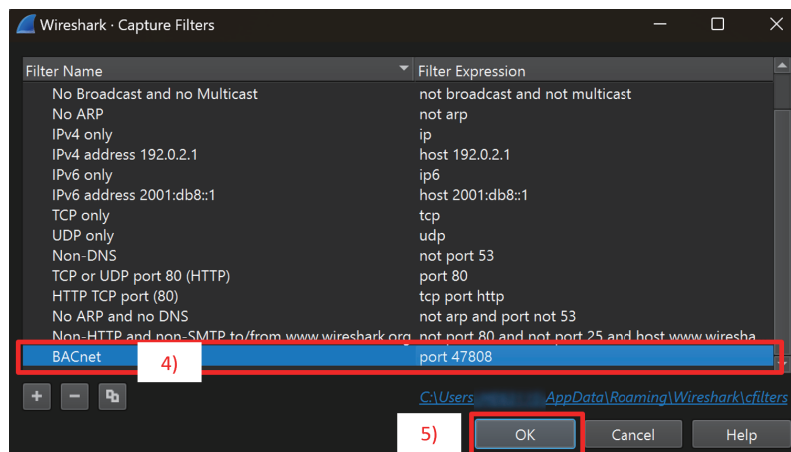 Wireshark · Capture Filters
Filter Name Filter Expression
No Broadcast and no Multicast not broadcast and not multicast
No ARP not arp
IPv4 only ip
IPv4 address 192.0.2.1 host 192.0.2.1
IPv6 only ip6
IPv6 address 2001:db8::1 host 2001:db8::1
TCP only tcp
UDP only udp
Non-DNS not port 53
TCP or UDP port 80 (HTTP) port 80
HTTP TCP port (80) tcp port http
No ARP and no DNS not arp and port not 53
Non-HTTP and non-SMTP to/from www.wireshark.org not port 80 and not port 25 and host www.wiresha
BACnet 4) port 47808
C:\Users AppData\Roaming\Wireshark\cfilters
5) OK Cancel Help